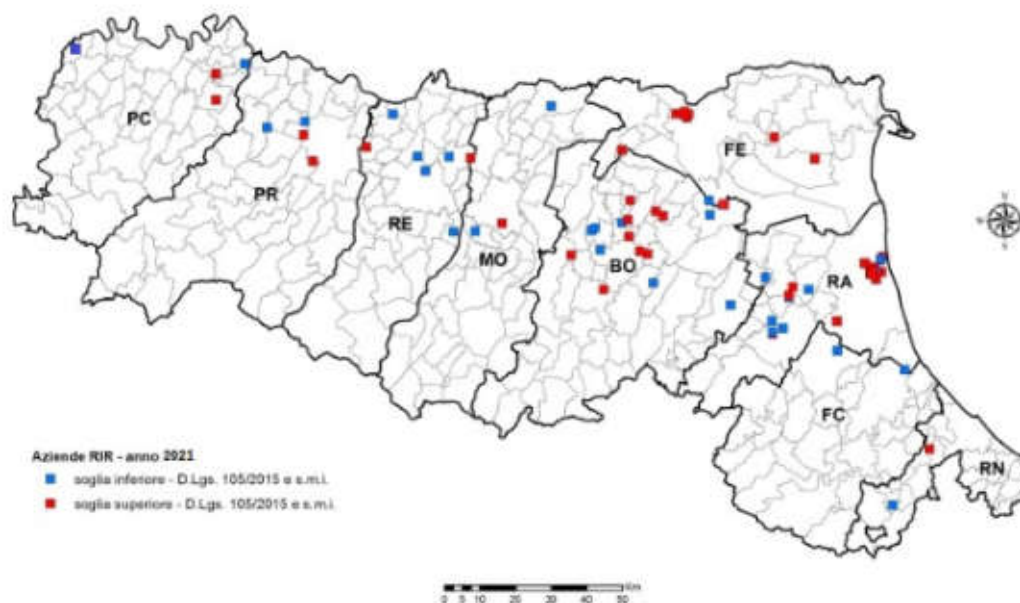 PC
PR
RE
MO
BO
FE
RA
FC
RN
Aziende RIR - anno 2021
soglia inferiore - D.Lgs. 105/2015 e s.m.i.
soglia superiore - D.Lgs. 105/2015 e s.m.i.
0 5 10 20 30 40 50 Km